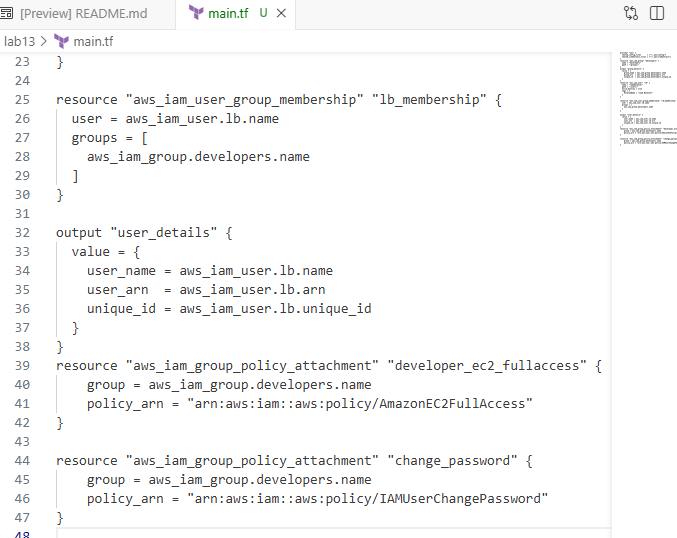 [Preview] README.md
main.tf U
lab13 > main.tf
23 }
24
25 resource "aws_iam_user_group_membership" "lb_membership" {
26 user = aws_iam_user.lb.name
27 groups = [
28 aws_iam_group.developers.name
29 ]
30 }
31
32 output "user_details" {
33 value = {
34 user_name = aws_iam_user.lb.name
35 user_arn = aws_iam_user.lb.arn
36 unique_id = aws_iam_user.lb.unique_id
37 }
38 }
39 resource "aws_iam_group_policy_attachment" "developer_ec2_fullaccess" {
40 group = aws_iam_group.developers.name
41 policy_arn = "arn:aws:iam::aws:policy/AmazonEC2FullAccess"
42 }
43
44 resource "aws_iam_group_policy_attachment" "change_password" {
45 group = aws_iam_group.developers.name
46 policy_arn = "arn:aws:iam::aws:policy/IAMUserChangePassword"
47 }
48